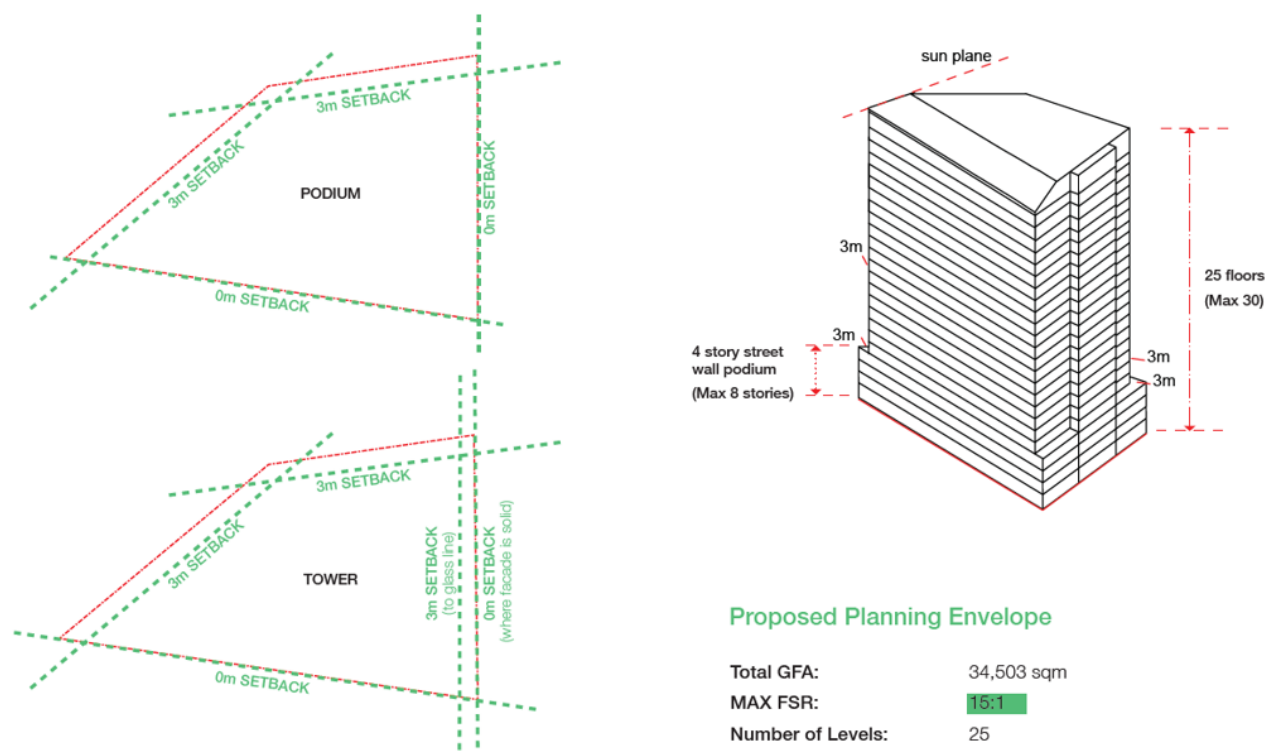 3m SETBACK
3m SETBACK
PODIUM
0m SETBACK
0m SETBACK
3m SETBACK
3m SETBACK
TOWER
3m SETBACK
(to glass line)
0m SETBACK
(where facade is solid)
0m SETBACK
sun plane
3m
25 floors
(Max 30)
3m
4 story street
wall podium
(Max 8 stories)
3m
3m
Proposed Planning Envelope
Total GFA: 34,503 sqm
MAX FSR: 15:1
Number of Levels: 25